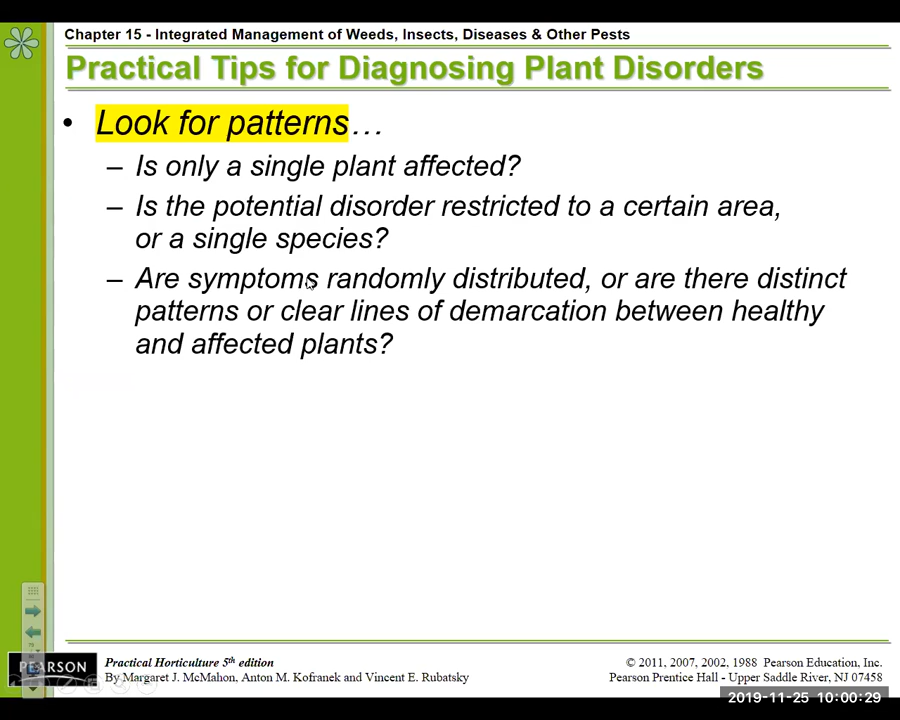 Chapter 15 - Integrated Management of Weeds, Insects, Diseases & Other Pests
Practical Tips for Diagnosing Plant Disorders
• Look for patterns…
– Is only a single plant affected?
– Is the potential disorder restricted to a certain area,
or a single species?
– Are symptoms randomly distributed, or are there distinct
patterns or clear lines of demarcation between healthy
and affected plants?
PEARSON
Practical Horticulture 5th edition
By Margaret J. McMahon, Anton M. Kofranek and Vincent E. Rubatsky
© 2011, 2007, 2002, 1988 Pearson Education, Inc.
Pearson Prentice Hall - Upper Saddle River, NJ 07458
2019-11-25 10:00:29